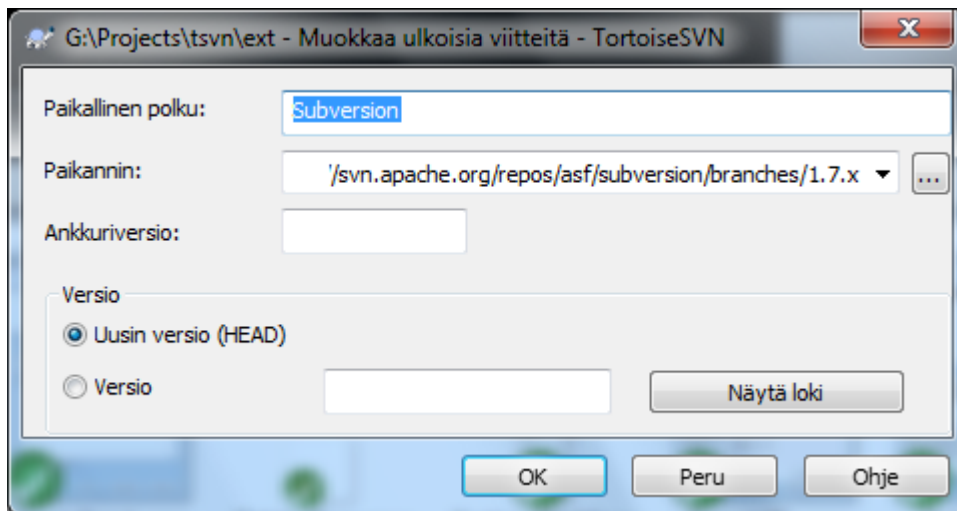 G:\Projects\tsvn\ext - Muokkaa ulkoisia viitteitä - TortoiseSVN
Paikallinen polku: Subversion
Paikannin: '/svn.apache.org/repos/asf/subversion/branches/1.7.x ...
Ankkuriversio:
Versio
Uusin versio (HEAD)
Versio Näytä loki
OK Peru Ohje